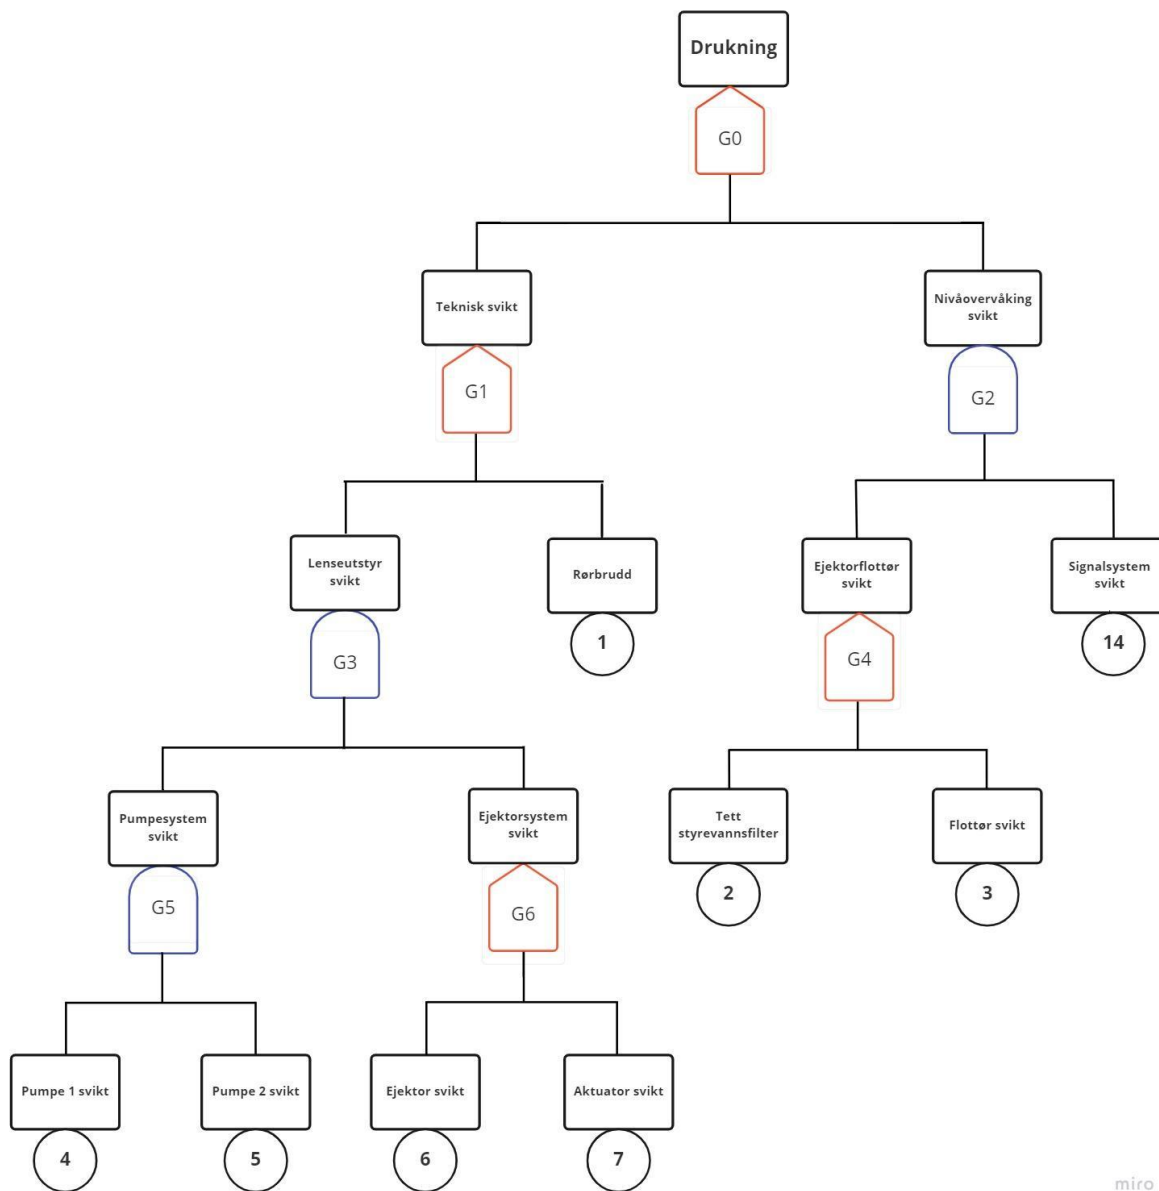 Drukning
G0
Teknisk svikt
Nivåovervåking
svikt
G1
G2
Lenseutstyr
svikt
Rørbrudd
Ejektorflottør
svikt
Signalsystem
svikt
G3
1
G4
14
Pumpesystem
svikt
Ejektorsystem
svikt
Tett
styrevannsfilter
Flottør svikt
G5
G6
2
3
Pumpe 1 svikt
Pumpe 2 svikt
Ejektor svikt
Aktuator svikt
4
5
6
7
miro